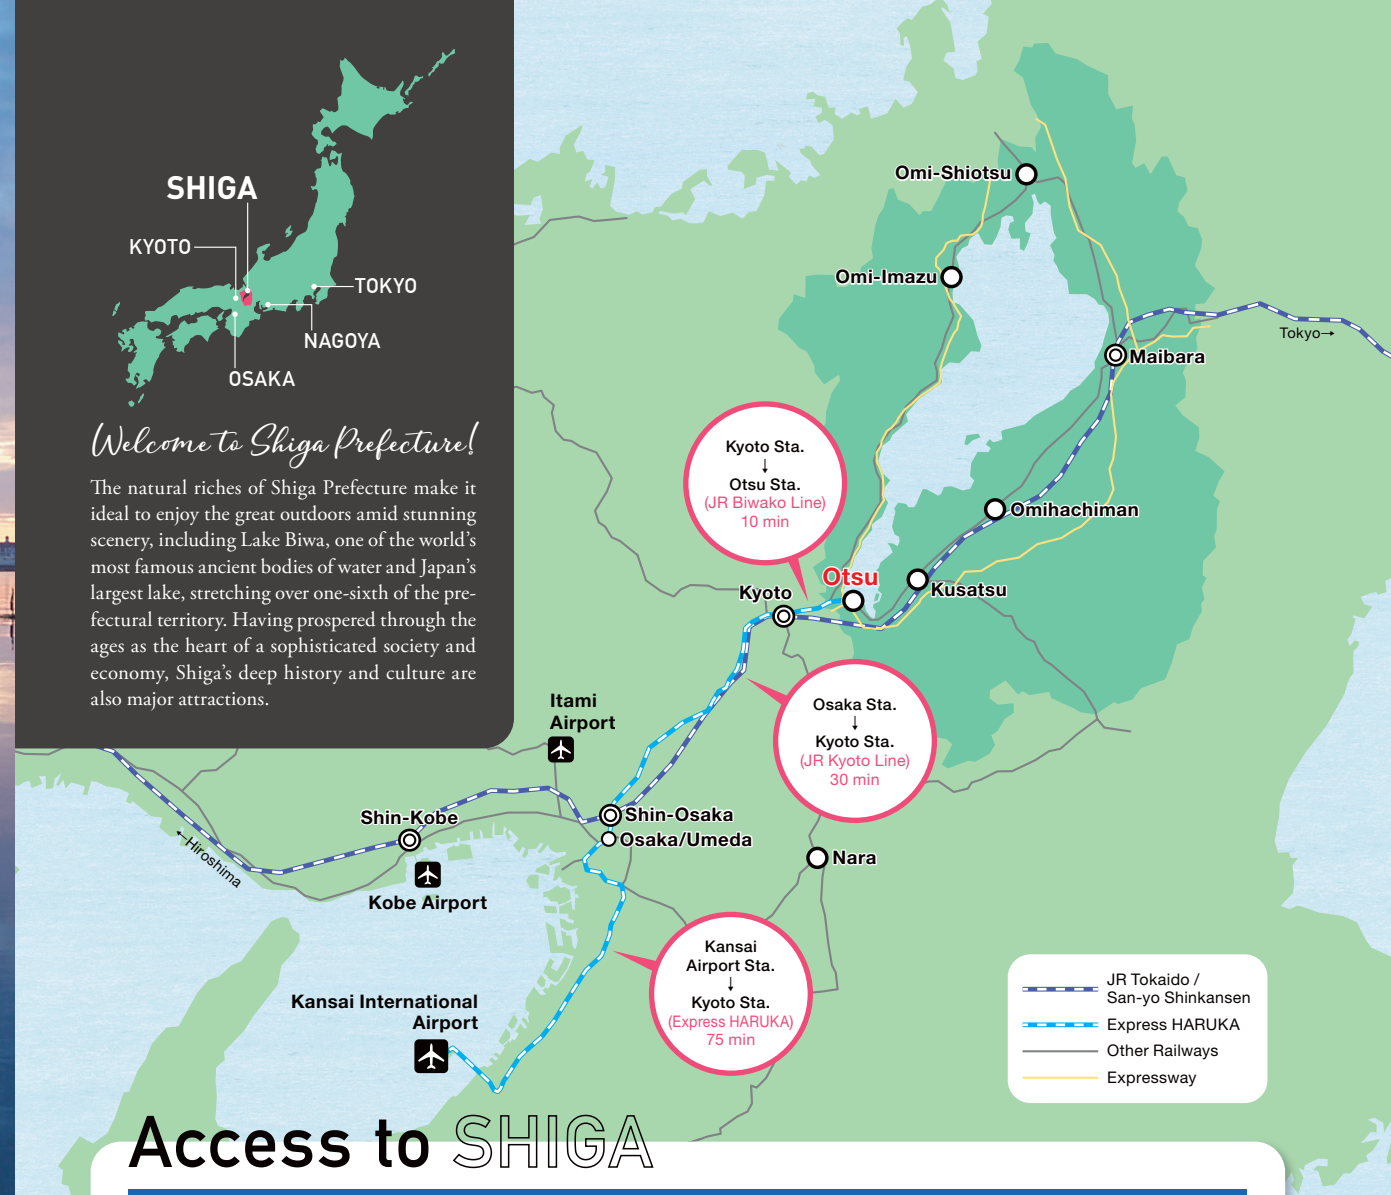 SHIGA
KYOTO
TOKYO
NAGOYA
OSAKA
Welcome to Shiga Prefecture!
The natural riches of Shiga Prefecture make it
ideal to enjoy the great outdoors amid stunning
scenery, including Lake Biwa, one of the world's
most famous ancient bodies of water and Japan's
largest lake, stretching over one-sixth of the pre-
fectural territory. Having prospered through the
ages as the heart of a sophisticated society and
economy, Shiga's deep history and culture are
also major attractions.
Omi-Shiotsu
Omi-Imazu
Tokyo→
Maibara
Kyoto Sta.
↓
Otsu Sta.
(JR Biwako Line)
10 min
Omihachiman
Otsu
Kusatsu
Kyoto
Osaka Sta.
↓
Kyoto Sta.
(JR Kyoto Line)
30 min
Itami
Airport
Shin-Kobe
Shin-Osaka
Osaka/Umeda
←Hiroshima
Nara
Kobe Airport
Kansai
Airport Sta.
↓
Kyoto Sta.
(Express HARUKA)
75 min
Kansai International
Airport
JR Tokaido /
San-yo Shinkansen
Express HARUKA
Other Railways
Expressway
Access to SHIGA